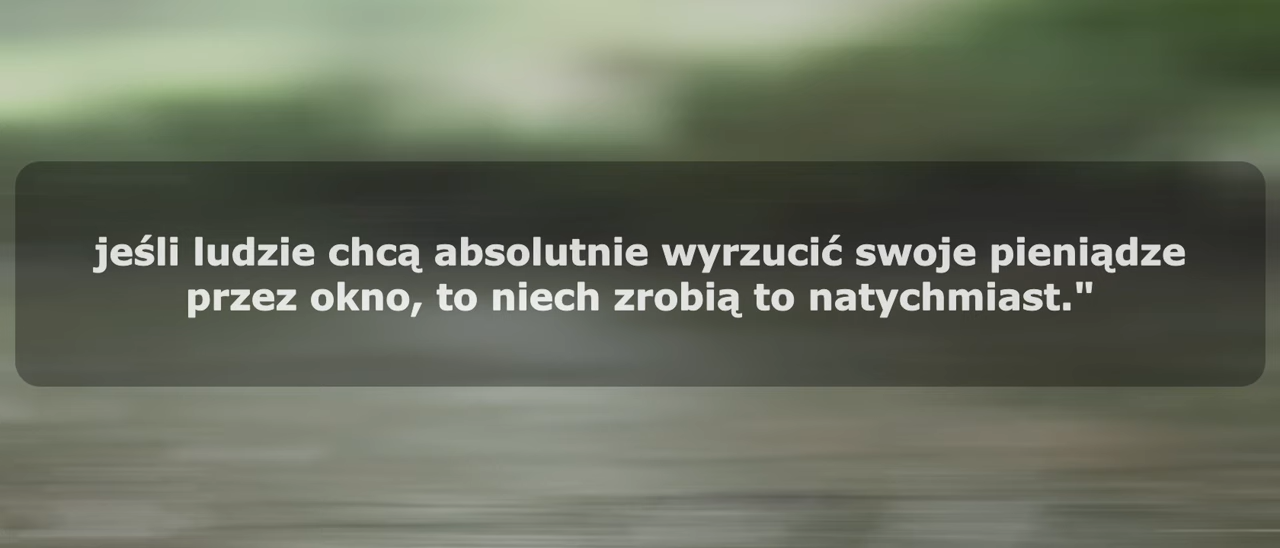 jeśli ludzie chcą absolutnie wyrzucić swoje pieniądze
przez okno, to niech zrobią to natychmiast."